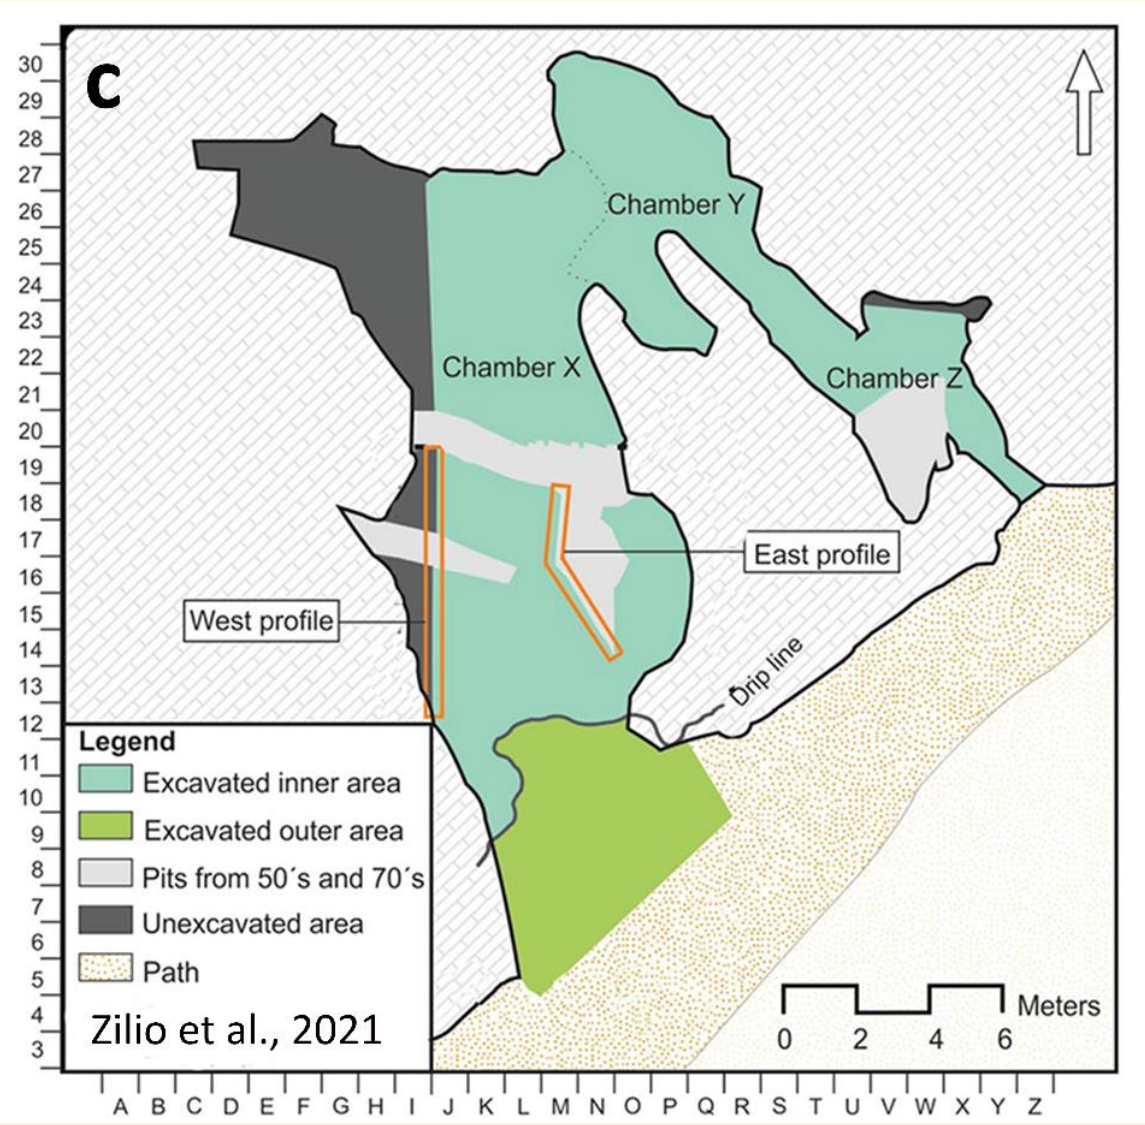 c
30
29
28
27
26
25
24
23
22
21
20
19
18
17
16
15
14
13
12
11
10
9
8
7
6
5
4
3
Chamber Y
Chamber X
Chamber Z
East profile
West profile
Drip line
Legend
Excavated inner area
Excavated outer area
Pits from 50´s and 70´s
Unexcavated area
Path
Zilio et al., 2021
Meters
0 2 4 6
A B C D E F G H I J K L M N O P Q R S T U V W X Y Z